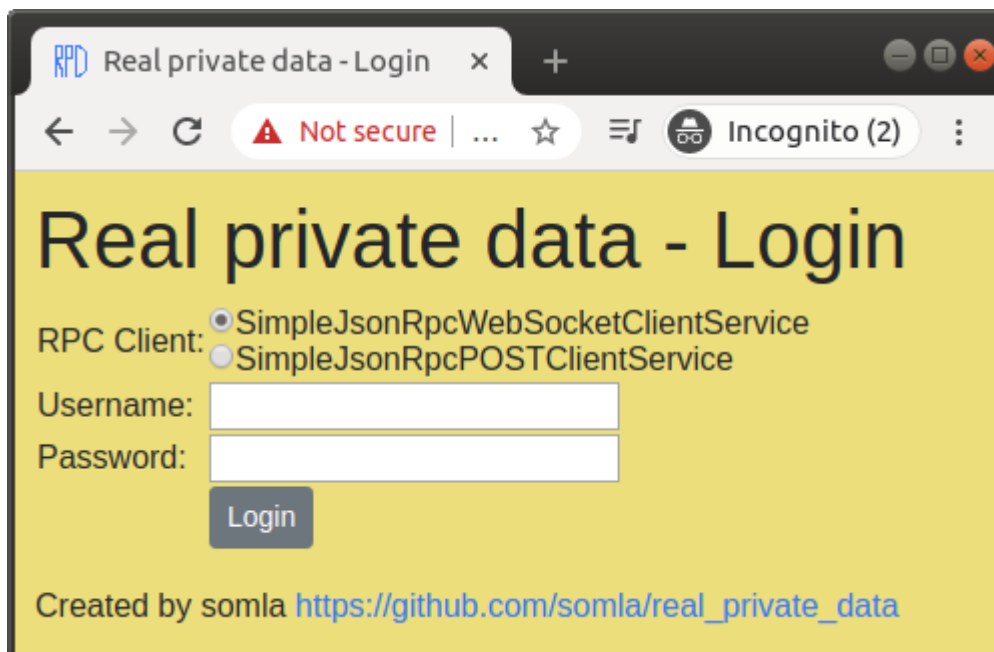 RPD Real private data - Login
Not secure ... Incognito (2)
Real private data - Login
RPC Client: SimpleJsonRpcWebSocketClientService
SimpleJsonRpcPOSTClientService
Username:
Password:
Login
Created by somla https://github.com/somla/real_private_data